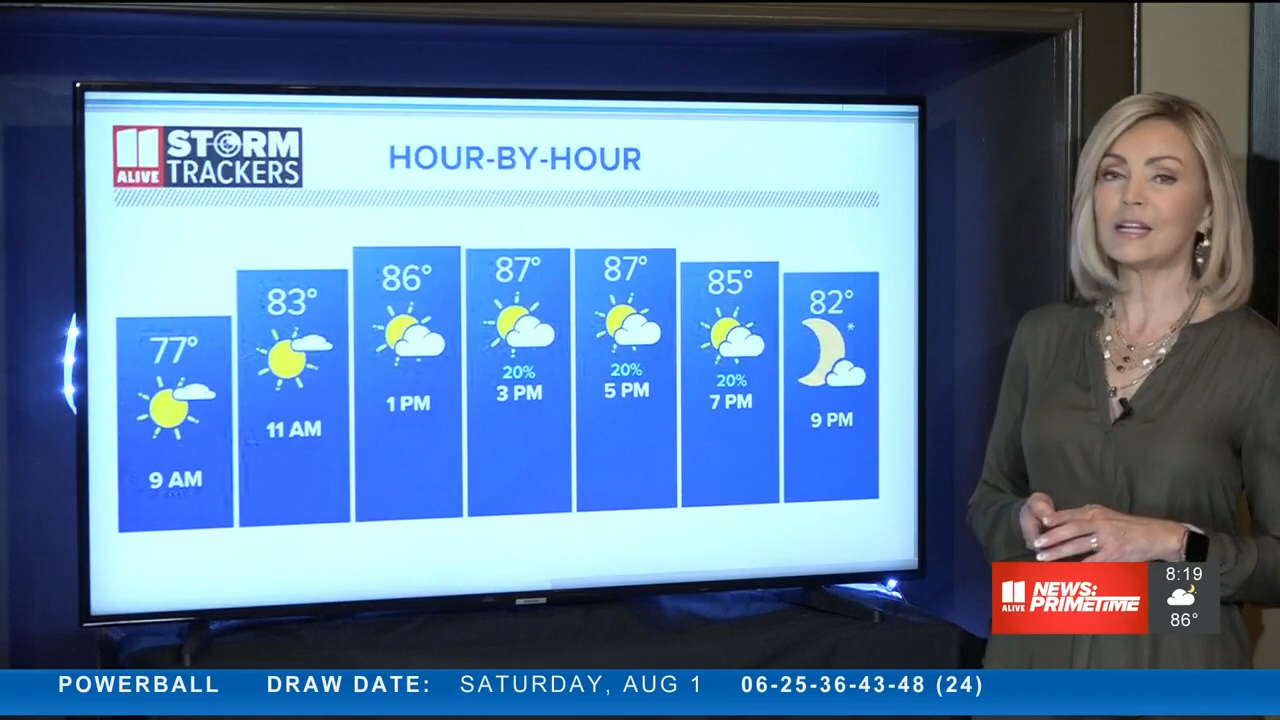 11 ALIVE STORM TRACKERS
HOUR-BY-HOUR
77°
9 AM
83°
11 AM
86°
1 PM
87°
20%
3 PM
87°
20%
5 PM
85°
20%
7 PM
82°
9 PM
11 ALIVE NEWS: PRIMETIME
8:19
86°
POWERBALL DRAW DATE: SATURDAY, AUG 1 06-25-36-43-48 (24)